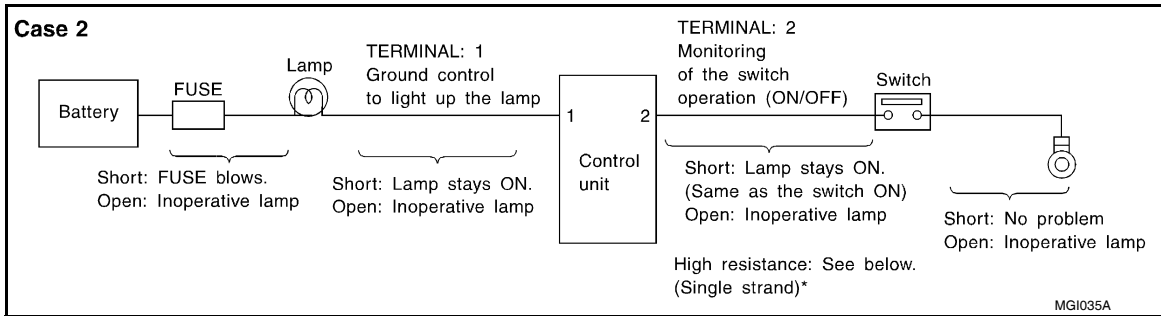 Case 2
Battery
FUSE
Lamp
TERMINAL: 1
Ground control
to light up the lamp
TERMINAL: 2
Monitoring
of the switch
operation (ON/OFF)
Switch
1
2
Control
unit
Short: FUSE blows.
Open: Inoperative lamp
Short: Lamp stays ON.
Open: Inoperative lamp
Short: Lamp stays ON.
(Same as the switch ON)
Open: Inoperative lamp
High resistance: See below.
(Single strand)*
Short: No problem
Open: Inoperative lamp
MGI035A